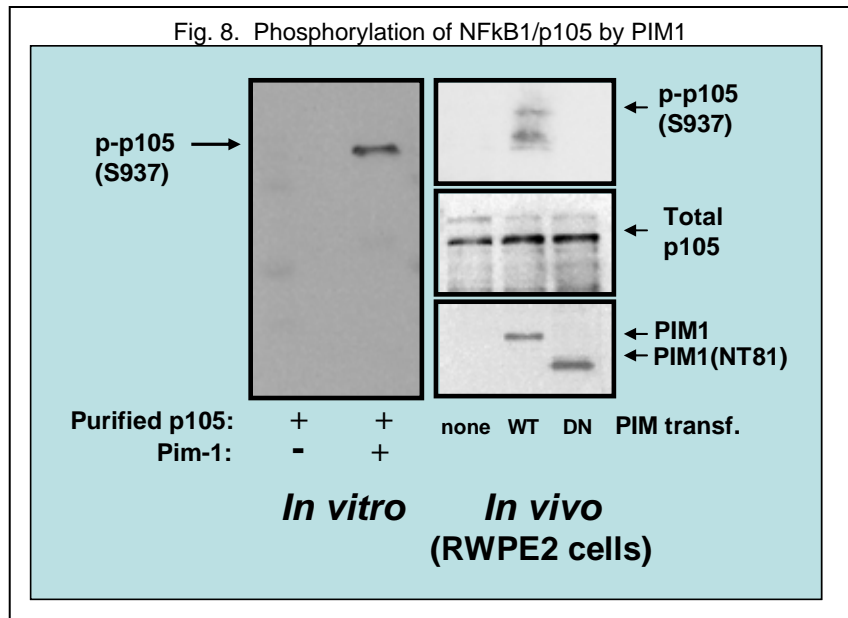 Fig. 8. Phosphorylation of NFkB1/p105 by PIM1
p-p105
(S937)
p-p105
(S937)
Total
p105
PIM1
PIM1(NT81)
Purified p105: + +
Pim-1: - +
none WT DN PIM transf.
In vitro
In vivo
(RWPE2 cells)